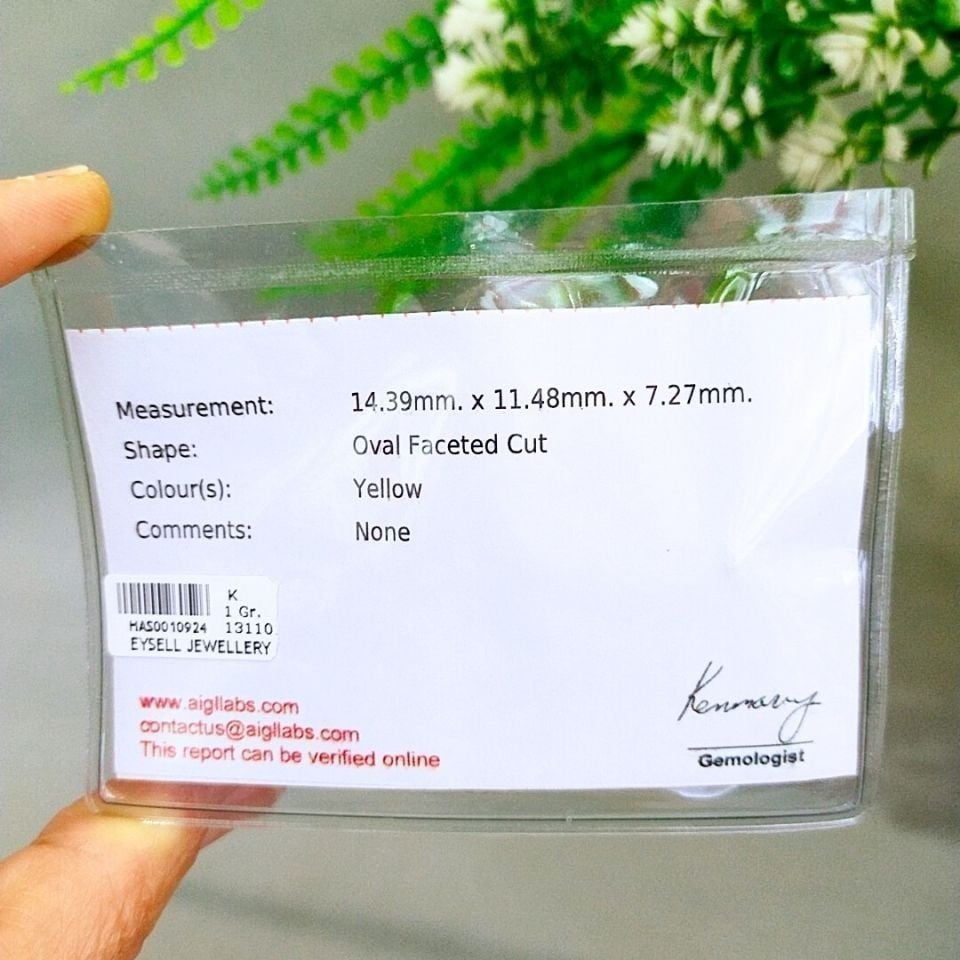 Measurement: 14.39mm. x 11.48mm. x 7.27mm.
Shape: Oval Faceted Cut
Colour(s): Yellow
Comments: None
K
1 Gr.
HAS0010924 13110
EYSELL JEWELLERY
www.aigllabs.com
contactus@aigllabs.com
This report can be verified online
Gemologist